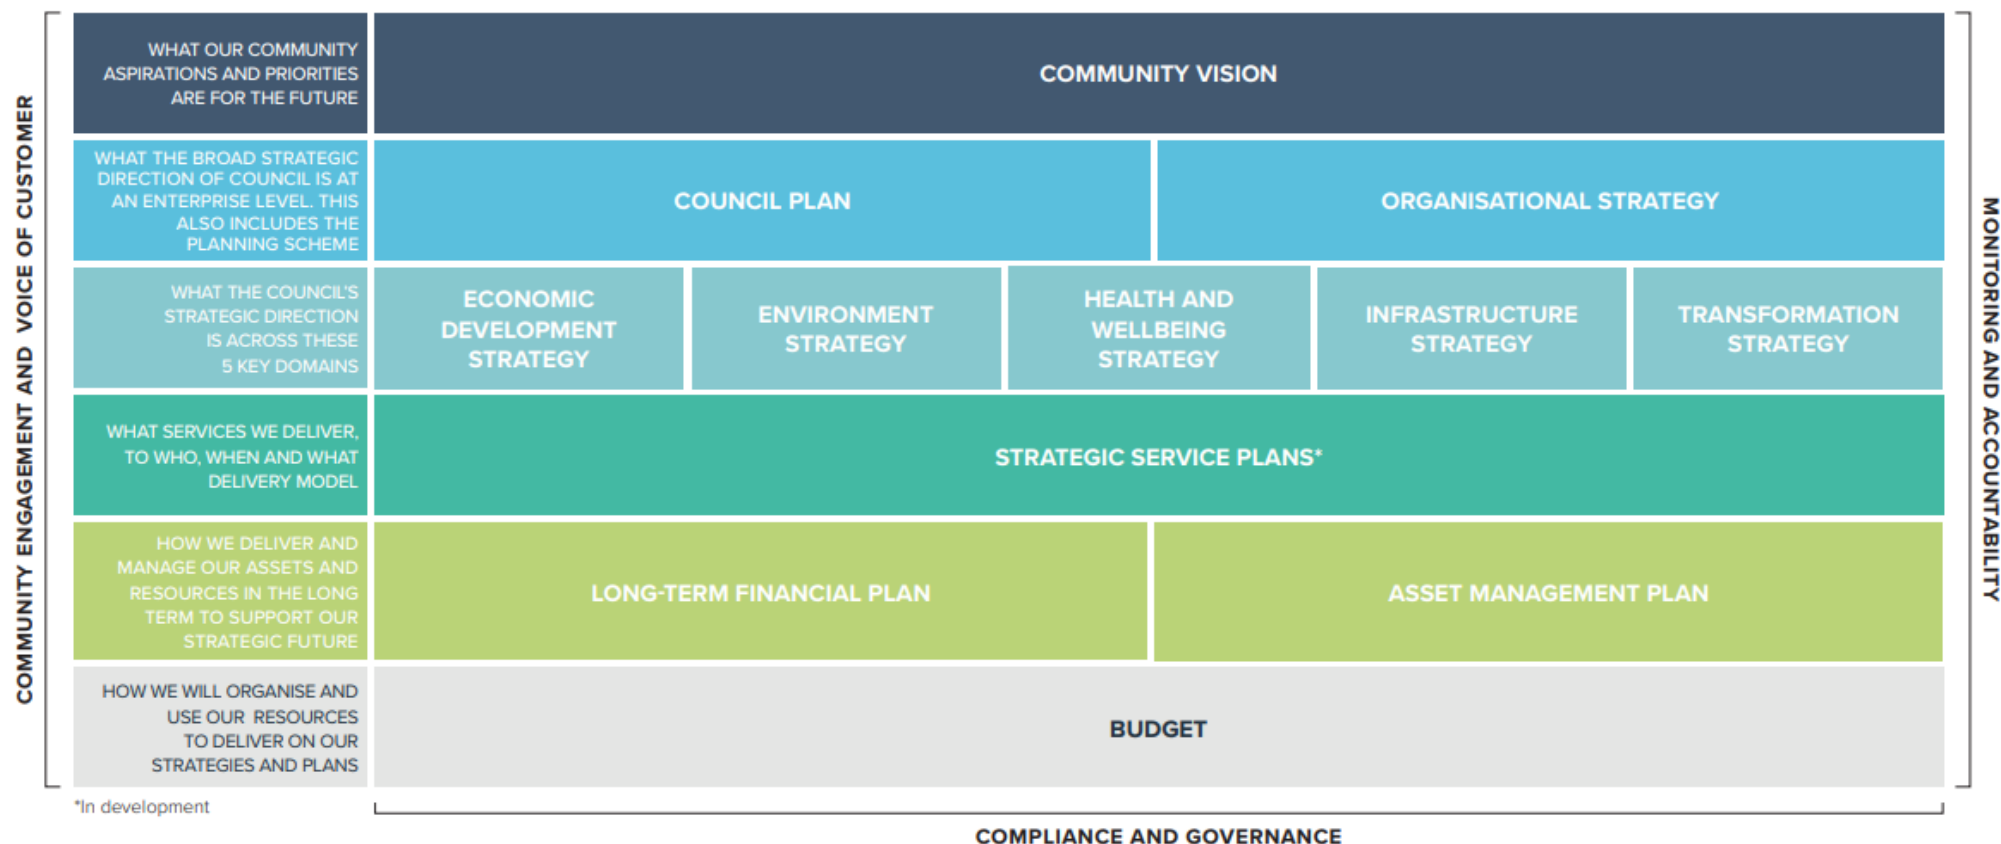 COMMUNITY ENGAGEMENT AND VOICE OF CUSTOMER
WHAT OUR COMMUNITY
ASPIRATIONS AND PRIORITIES
ARE FOR THE FUTURE
COMMUNITY VISION
WHAT THE BROAD STRATEGIC
DIRECTION OF COUNCIL IS AT
AN ENTERPRISE LEVEL. THIS
ALSO INCLUDES THE
PLANNING SCHEME
COUNCIL PLAN
ORGANISATIONAL STRATEGY
WHAT THE COUNCIL'S
STRATEGIC DIRECTION
IS ACROSS THESE
5 KEY DOMAINS
ECONOMIC
DEVELOPMENT
STRATEGY
ENVIRONMENT
STRATEGY
HEALTH AND
WELLBEING
STRATEGY
INFRASTRUCTURE
STRATEGY
TRANSFORMATION
STRATEGY
WHAT SERVICES WE DELIVER,
TO WHO, WHEN AND WHAT
DELIVERY MODEL
STRATEGIC SERVICE PLANS*
HOW WE DELIVER AND
MANAGE OUR ASSETS AND
RESOURCES IN THE LONG
TERM TO SUPPORT OUR
STRATEGIC FUTURE
LONG-TERM FINANCIAL PLAN
ASSET MANAGEMENT PLAN
HOW WE WILL ORGANISE AND
USE OUR RESOURCES
TO DELIVER ON OUR
STRATEGIES AND PLANS
BUDGET
MONITORING AND ACCOUNTABILITY
*In development
COMPLIANCE AND GOVERNANCE